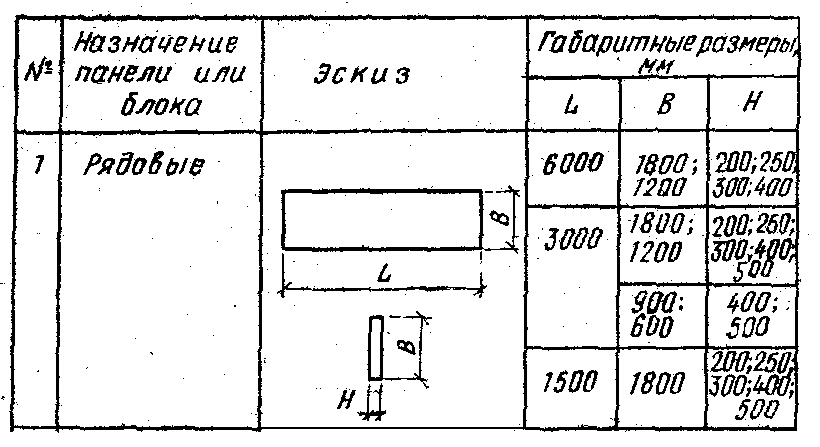 №
Назначение
панели или
блока
Эскиз
Габаритные размеры,
мм
L
B
H
1
Рядовые
6000
1800;
1200
200;250;
300;400
3000
1800;
1200
200;250;
300;400;
500
900;
600
400;
500
1500
1800
200;250;
300;400;
500
B
L
B
H